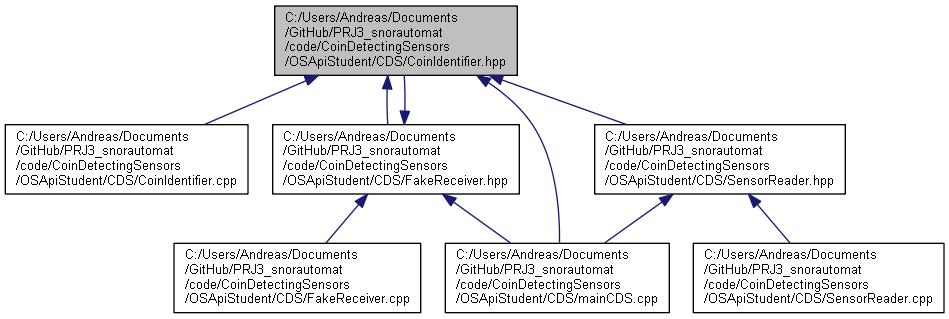 C:/Users/Andreas/Documents
/GitHub/PRJ3_snorautomat
/code/CoinDetectingSensors
/OSApiStudent/CDS/CoinIdentifier.hpp
C:/Users/Andreas/Documents
/GitHub/PRJ3_snorautomat
/code/CoinDetectingSensors
/OSApiStudent/CDS/CoinIdentifier.cpp
C:/Users/Andreas/Documents
/GitHub/PRJ3_snorautomat
/code/CoinDetectingSensors
/OSApiStudent/CDS/FakeReceiver.hpp
C:/Users/Andreas/Documents
/GitHub/PRJ3_snorautomat
/code/CoinDetectingSensors
/OSApiStudent/CDS/SensorReader.hpp
C:/Users/Andreas/Documents
/GitHub/PRJ3_snorautomat
/code/CoinDetectingSensors
/OSApiStudent/CDS/FakeReceiver.cpp
C:/Users/Andreas/Documents
/GitHub/PRJ3_snorautomat
/code/CoinDetectingSensors
/OSApiStudent/CDS/mainCDS.cpp
C:/Users/Andreas/Documents
/GitHub/PRJ3_snorautomat
/code/CoinDetectingSensors
/OSApiStudent/CDS/SensorReader.cpp